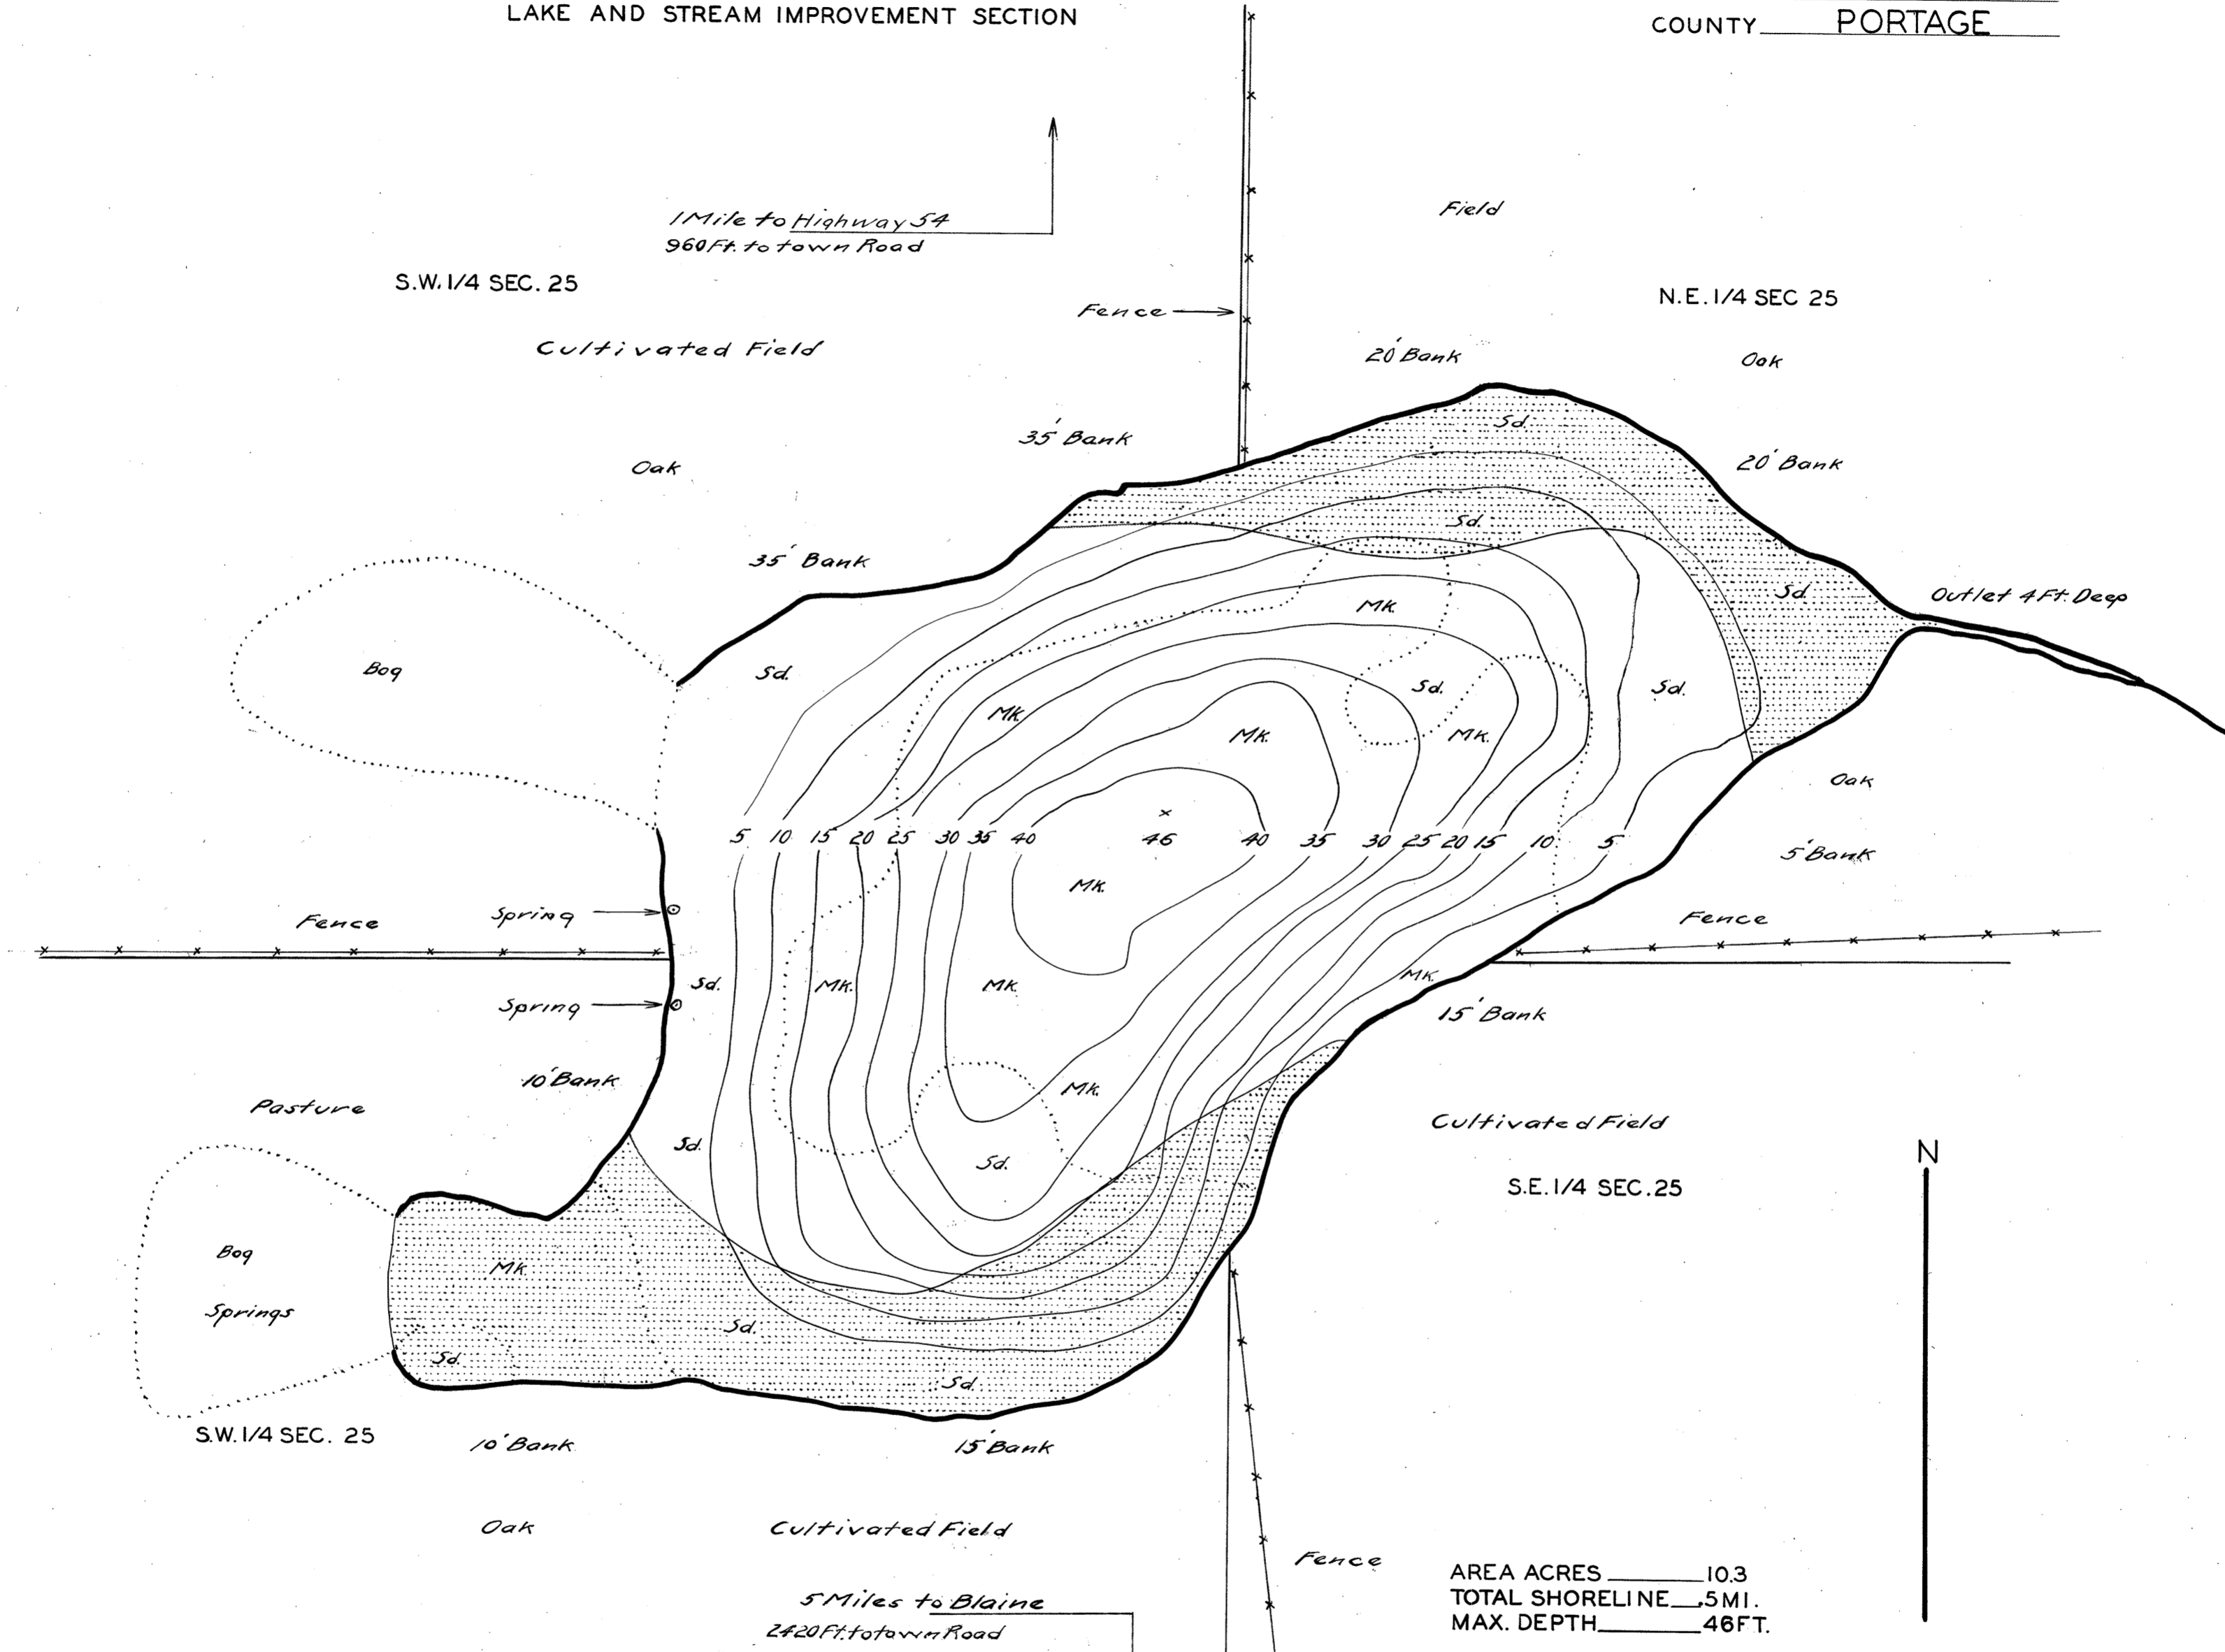 LAKE AND STREAM IMPROVEMENT SECTION
COUNTY PORTAGE
1 Mile to Highway 54
960 Ft. to town Road
Field
S.W. 1/4 SEC. 25
N.E. 1/4 SEC 25
Fence
Cultivated Field
20' Bank
Oak
35' Bank
Sd.
20' Bank
Oak
Sd.
35' Bank
Sd.
Outlet 4 Ft. Deep
Mk.
Bog
Sd.
Sd.
Sd.
Mk.
Mk.
Mk.
Oak
5 10 15 20 25 30 35 40 46 40 35 30 25 20 15 10 5
5' Bank
Mk.
Spring
Fence
Fence
Sd.
Mk.
Mk.
Mk.
Spring
15' Bank
10' Bank
Mk.
Pasture
Cultivated Field
Sd.
Sd.
N
S.E. 1/4 SEC. 25
Bog
Mk.
Springs
Sd.
Sd.
Sd.
S.W. 1/4 SEC. 25
10' Bank
15' Bank
Oak
Cultivated Field
Fence
AREA ACRES 10.3
TOTAL SHORELINE .5 MI.
MAX. DEPTH 46 FT.
5 Miles to Blaine
2420 Ft. to town Road